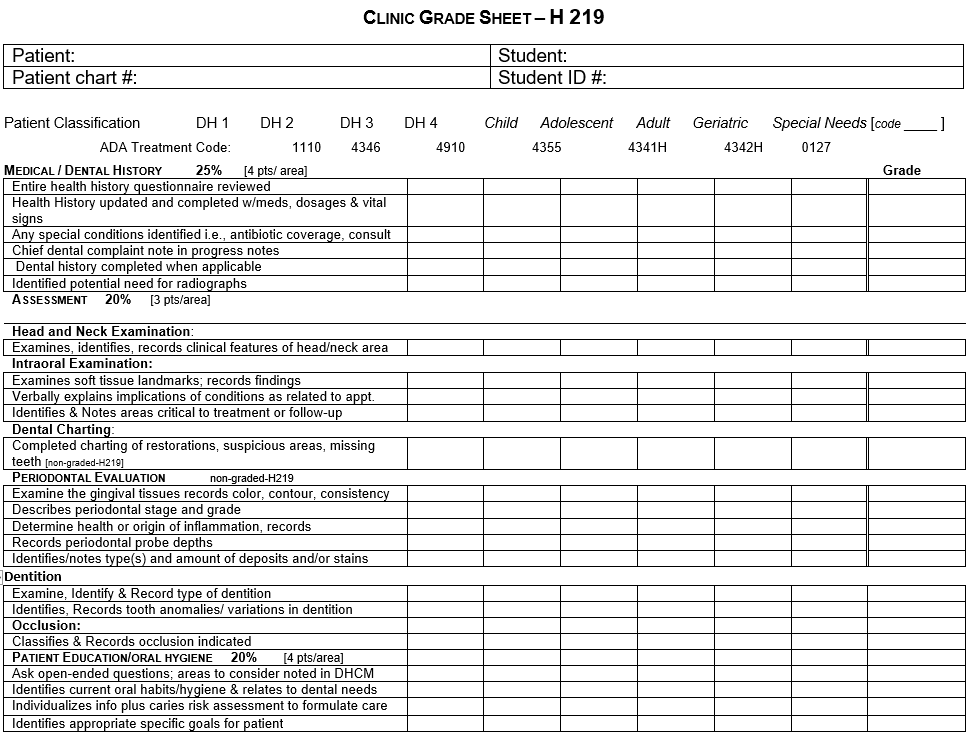 CLINIC GRADE SHEET – H 219
Patient: Student:
Patient chart #: Student ID #:
Patient Classification DH 1 DH 2 DH 3 DH 4 Child Adolescent Adult Geriatric Special Needs [code ____ ]
ADA Treatment Code: 1110 4346 4910 4355 4341H 4342H 0127
MEDICAL / DENTAL HISTORY 25% [4 pts/ area] Grade
Entire health history questionnaire reviewed
Health History updated and completed w/meds, dosages & vital
signs
Any special conditions identified i.e., antibiotic coverage, consult
Chief dental complaint note in progress notes
Dental history completed when applicable
Identified potential need for radiographs
ASSESSMENT 20% [3 pts/area]
Head and Neck Examination:
Examines, identifies, records clinical features of head/neck area
Intraoral Examination:
Examines soft tissue landmarks; records findings
Verbally explains implications of conditions as related to appt.
Identifies & Notes areas critical to treatment or follow-up
Dental Charting:
Completed charting of restorations, suspicious areas, missing
teeth [non-graded-H219]
PERIODONTAL EVALUATION non-graded-H219
Examine the gingival tissues records color, contour, consistency
Describes periodontal stage and grade
Determine health or origin of inflammation, records
Records periodontal probe depths
Identifies/notes type(s) and amount of deposits and/or stains
Dentition
Examine, Identify & Record type of dentition
Identifies, Records tooth anomalies/ variations in dentition
Occlusion:
Classifies & Records occlusion indicated
PATIENT EDUCATION/ORAL HYGIENE 20% [4 pts/area]
Ask open-ended questions; areas to consider noted in DHCM
Identifies current oral habits/hygiene & relates to dental needs
Individualizes info plus caries risk assessment to formulate care
Identifies appropriate specific goals for patient